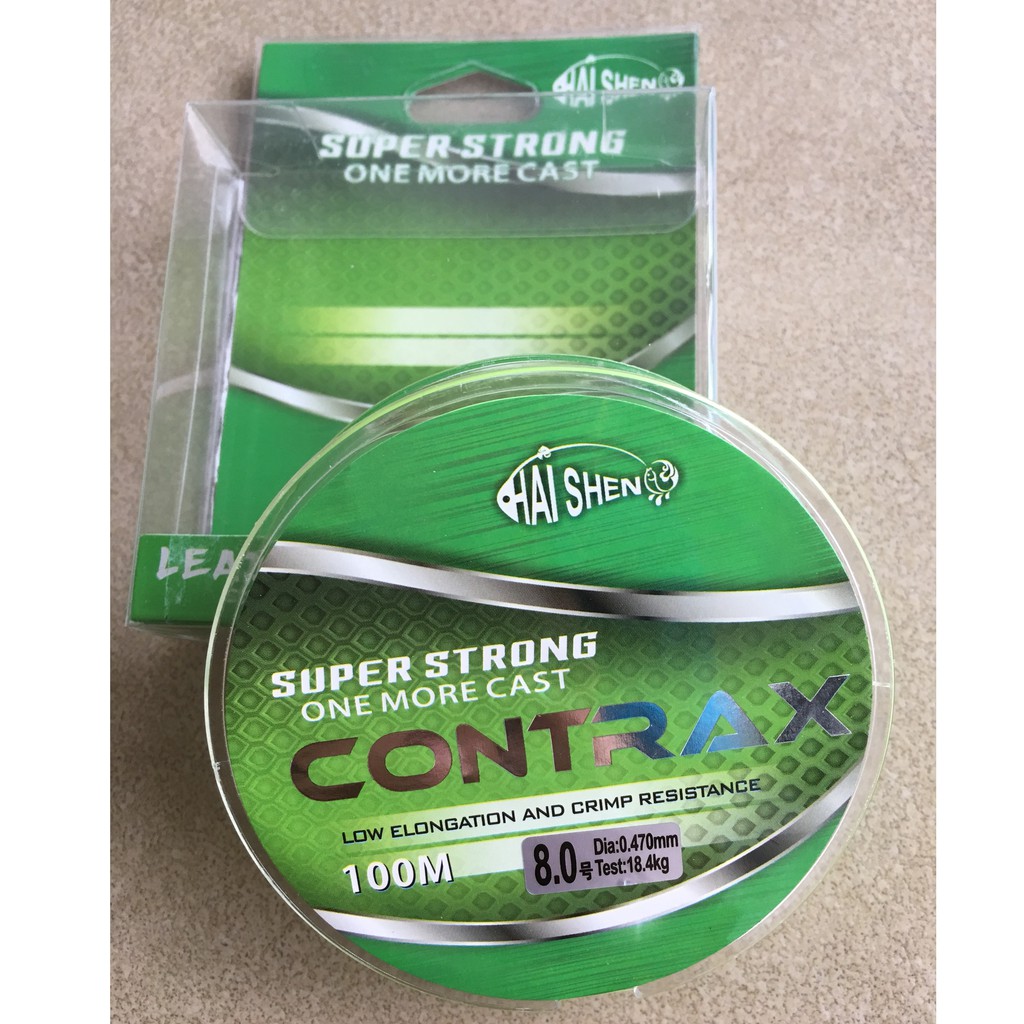 HAI SHEN
SUPER STRONG
ONE MORE CAST
LEA
HAI SHEN
SUPER STRONG
ONE MORE CAST
CONTRAX
LOW ELONGATION AND CRIMP RESISTANCE
100M
8.0号 Dia:0.470mm
Test:18.4kg